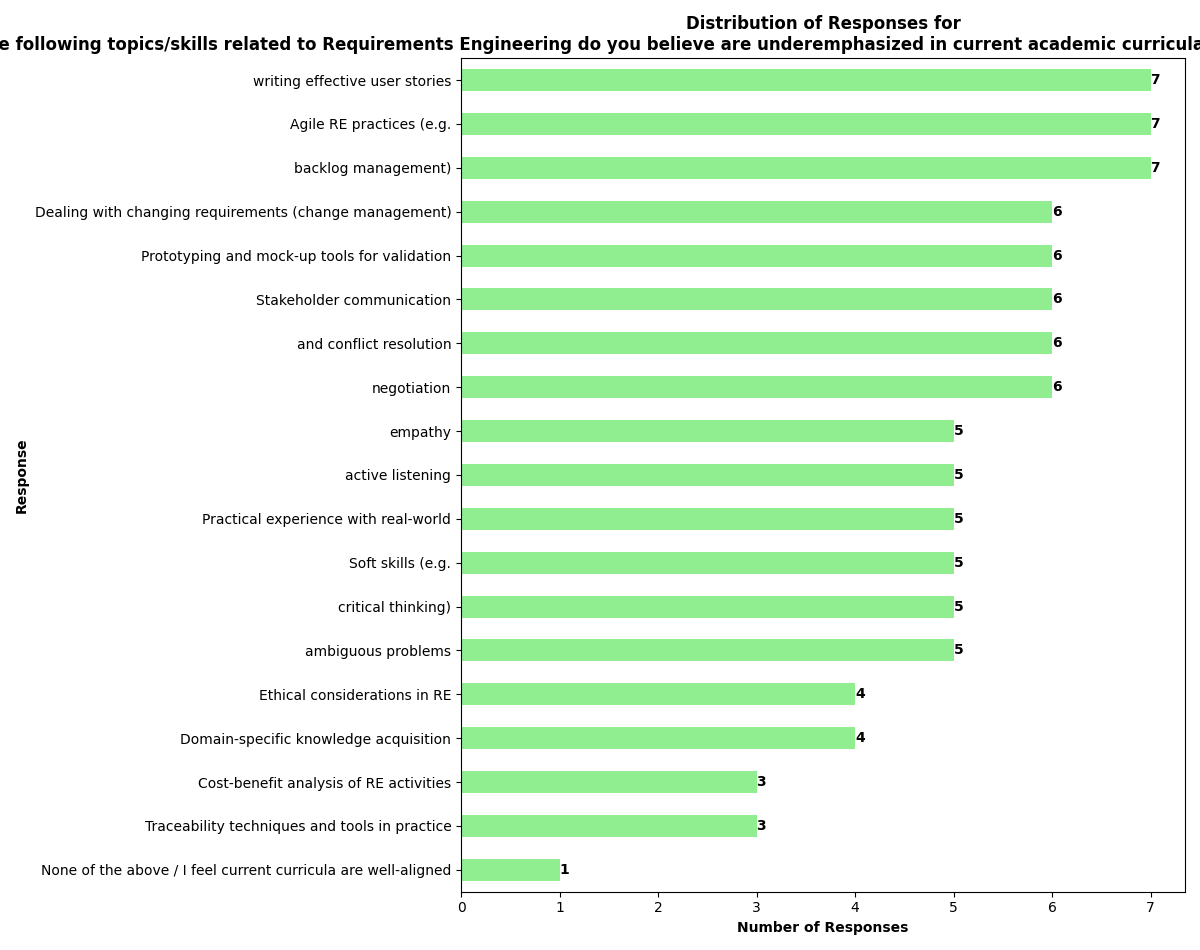 Distribution of Responses for
e following topics/skills related to Requirements Engineering do you believe are underemphasized in current academic curricula
writing effective user stories 7
Agile RE practices (e.g. 7
backlog management) 7
Dealing with changing requirements (change management) 6
Prototyping and mock-up tools for validation 6
Stakeholder communication 6
and conflict resolution 6
negotiation 6
empathy 5
active listening 5
Practical experience with real-world 5
Soft skills (e.g. 5
critical thinking) 5
ambiguous problems 5
Ethical considerations in RE 4
Domain-specific knowledge acquisition 4
Cost-benefit analysis of RE activities 3
Traceability techniques and tools in practice 3
None of the above / I feel current curricula are well-aligned 1
Response
0 1 2 3 4 5 6 7
Number of Responses